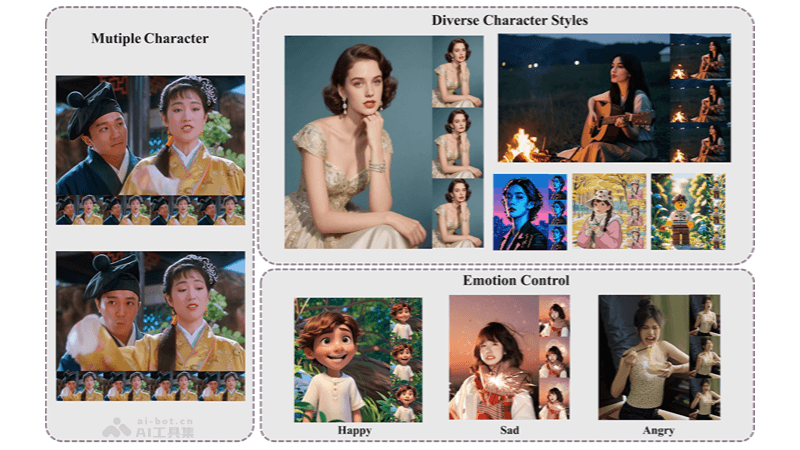 Mutiple Character
Diverse Character Styles
Emotion Control
Happy
Sad
Angry
ai-bot.cn
AI工具集